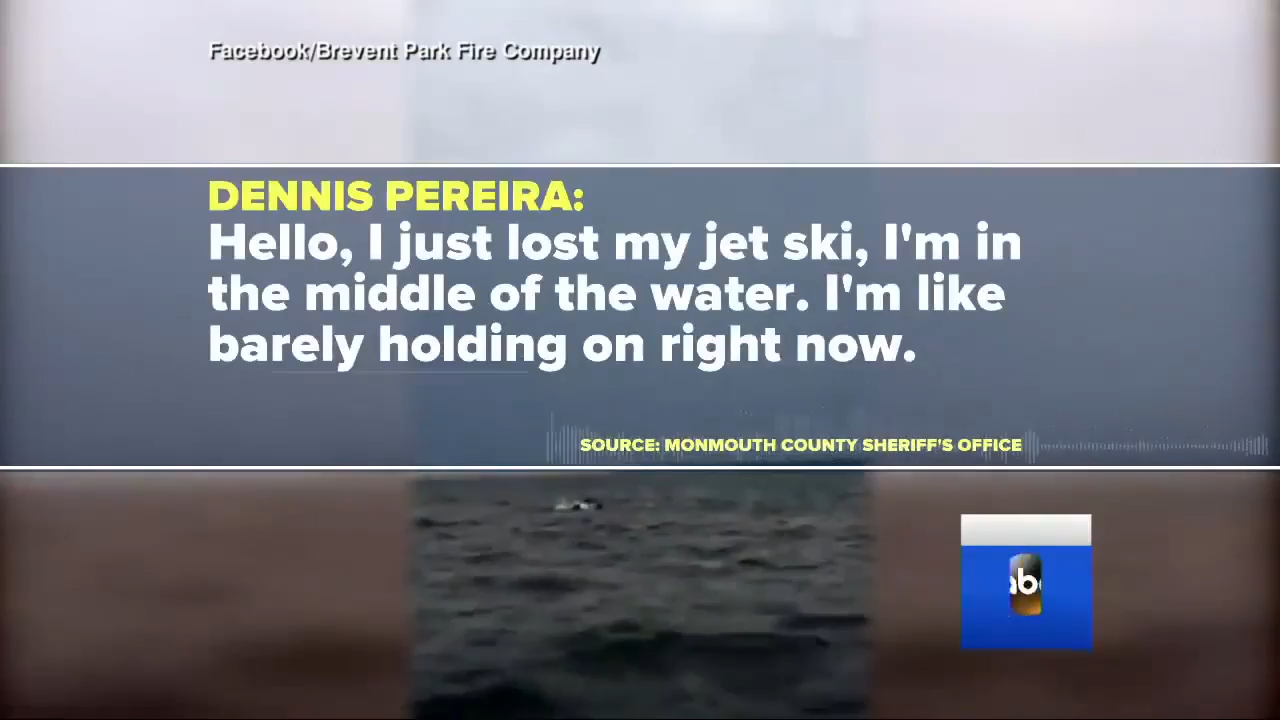 Facebook/Brevent Park Fire Company
DENNIS PEREIRA:
Hello, I just lost my jet ski, I'm in
the middle of the water. I'm like
barely holding on right now.
SOURCE: MONMOUTH COUNTY SHERIFF'S OFFICE
abc